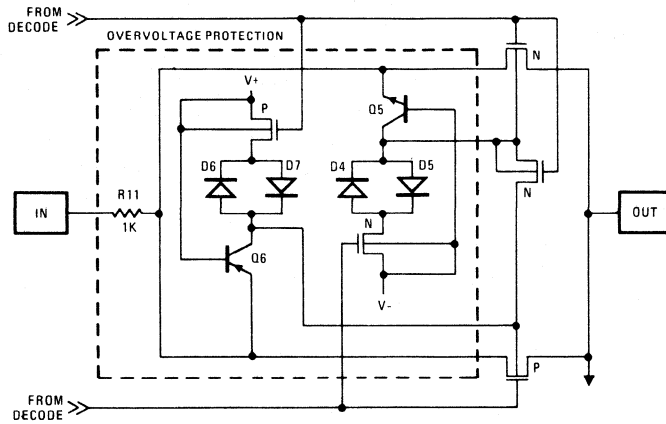 FROM
DECODE
OVERVOLTAGE PROTECTION
N
V+
P
Q5
D6
D7
D4
D5
N
R11
IN
1K
OUT
N
Q6
V-
P
FROM
DECODE